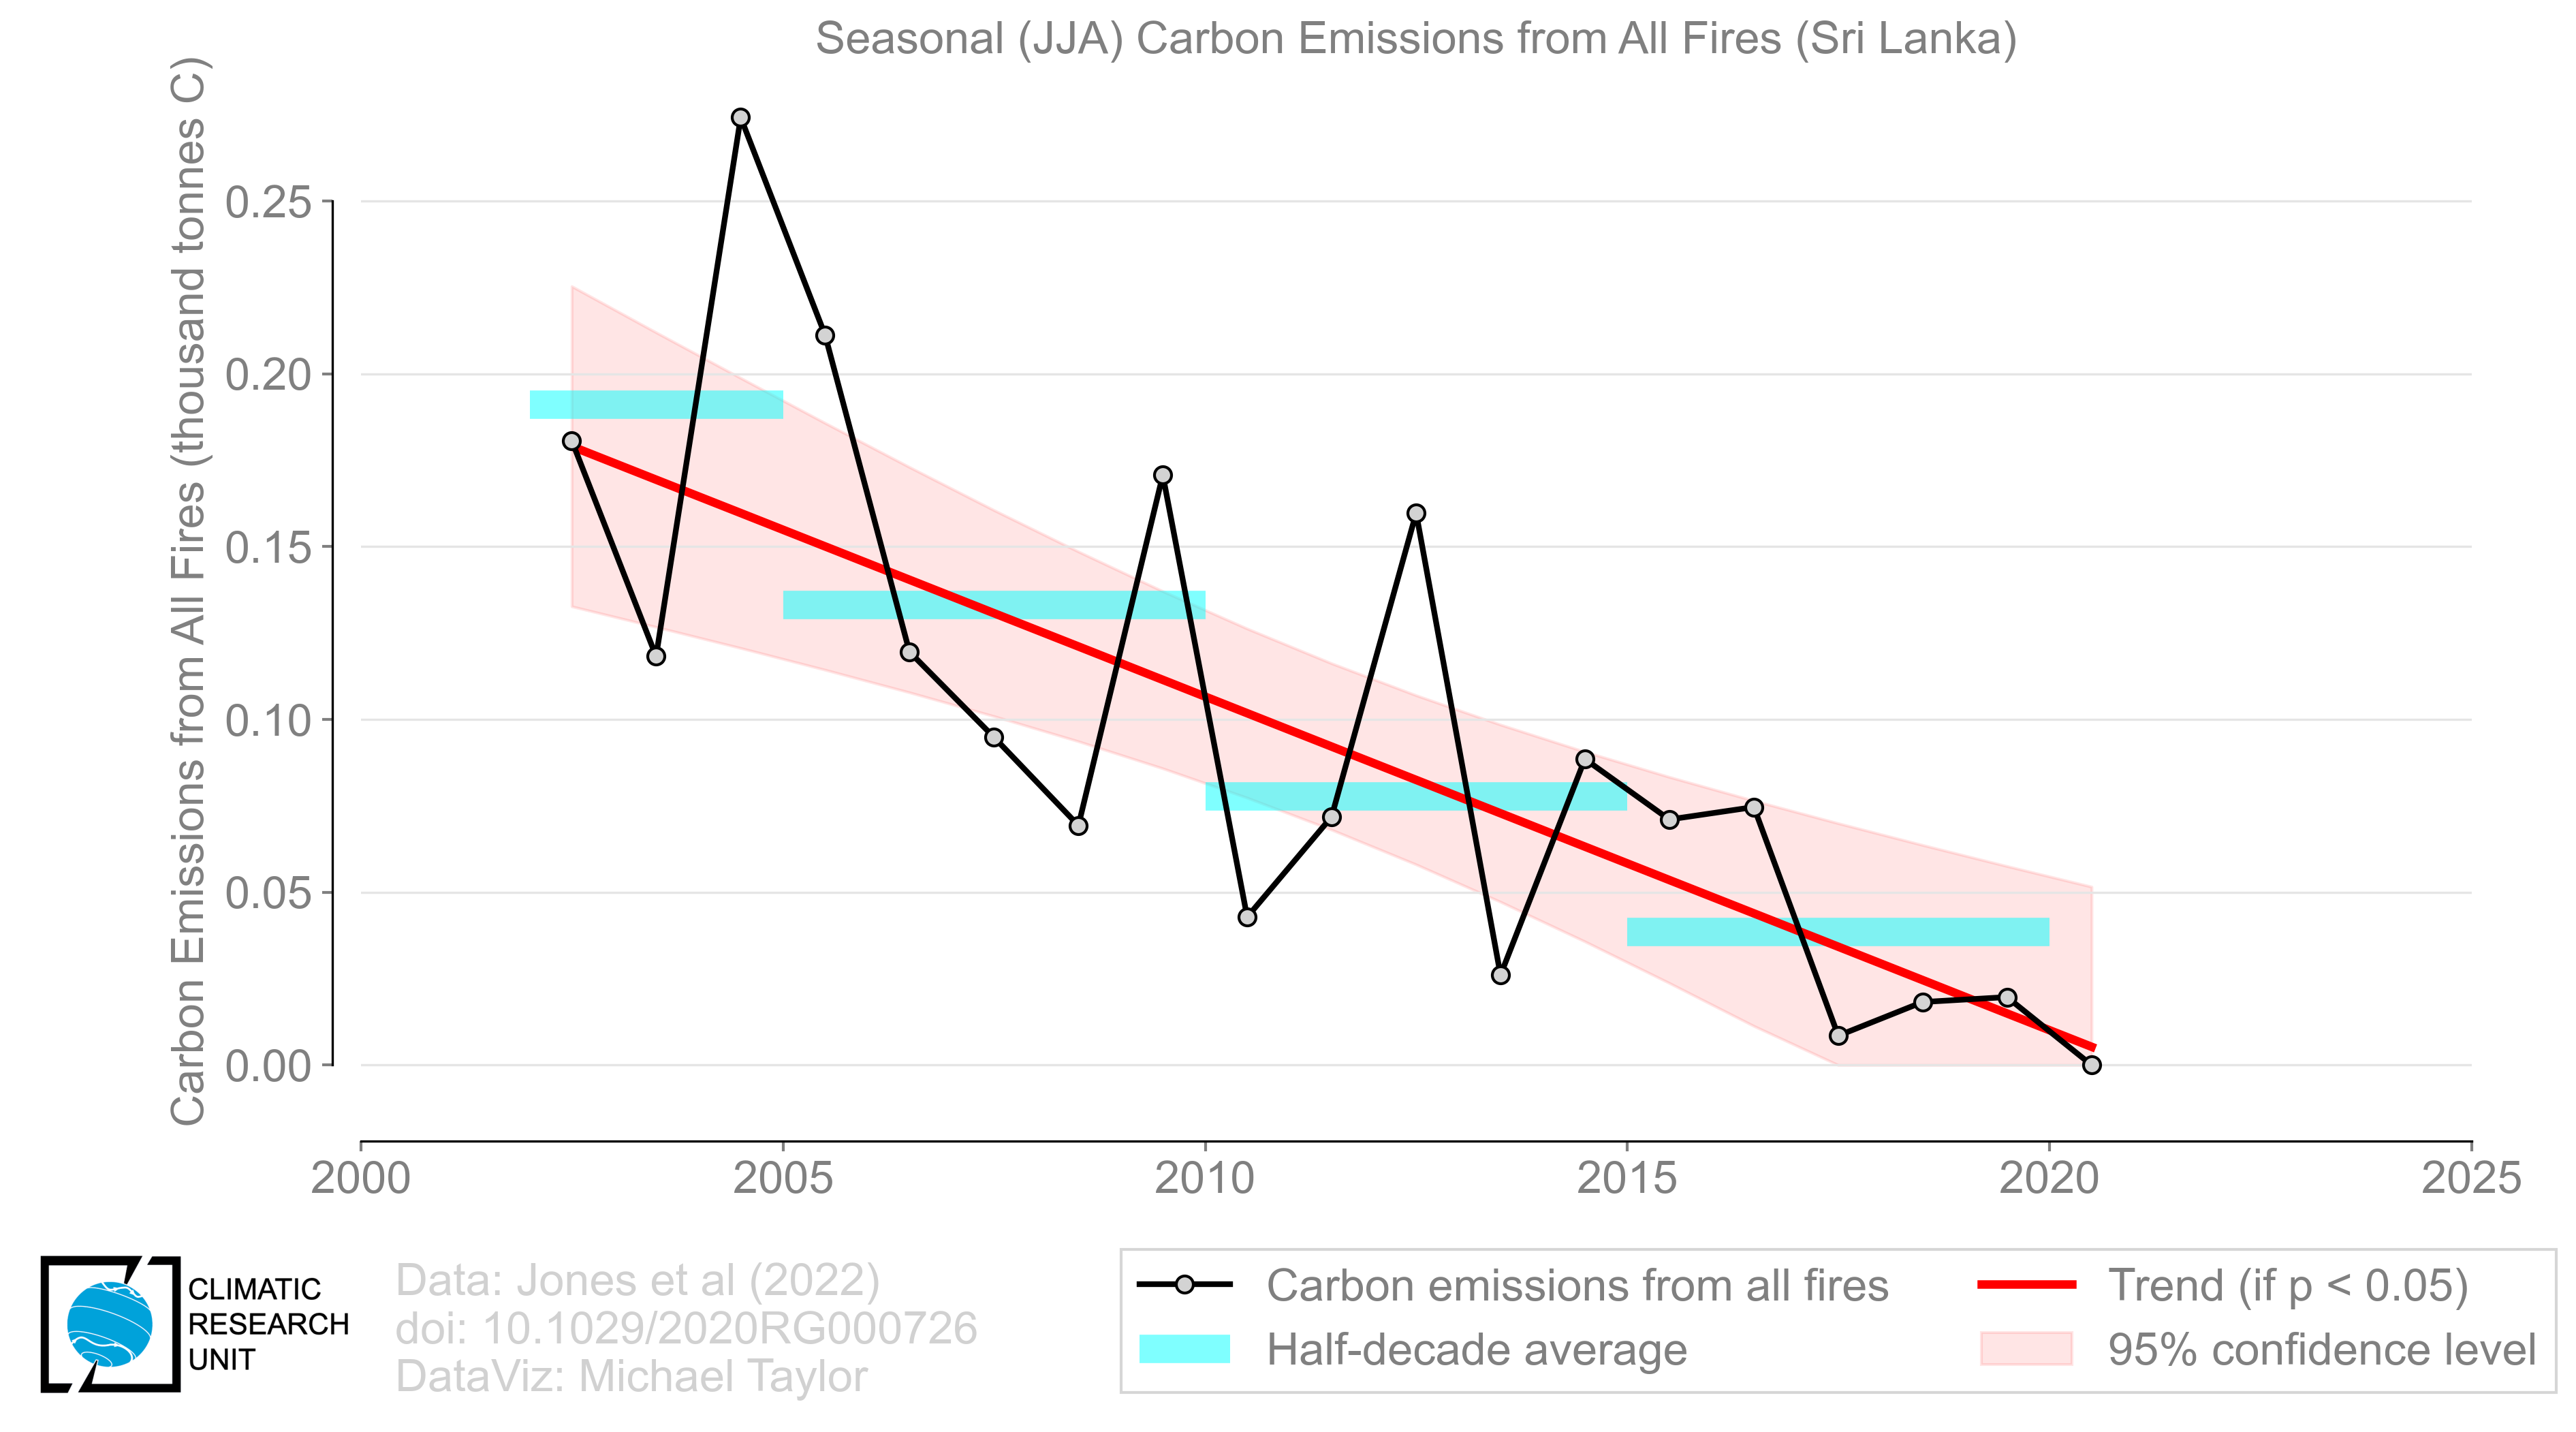 Seasonal (JJA) Carbon Emissions from All Fires (Sri Lanka)
Carbon Emissions from All Fires (thousand tonnes C)
0.25
0.20
0.15
0.10
0.05
0.00
2000 2005 2010 2015 2020 2025
CLIMATIC
RESEARCH
UNIT
Data: Jones et al (2022)
doi: 10.1029/2020RG000726
DataViz: Michael Taylor
Carbon emissions from all fires
Half-decade average
Trend (if p < 0.05)
95% confidence level